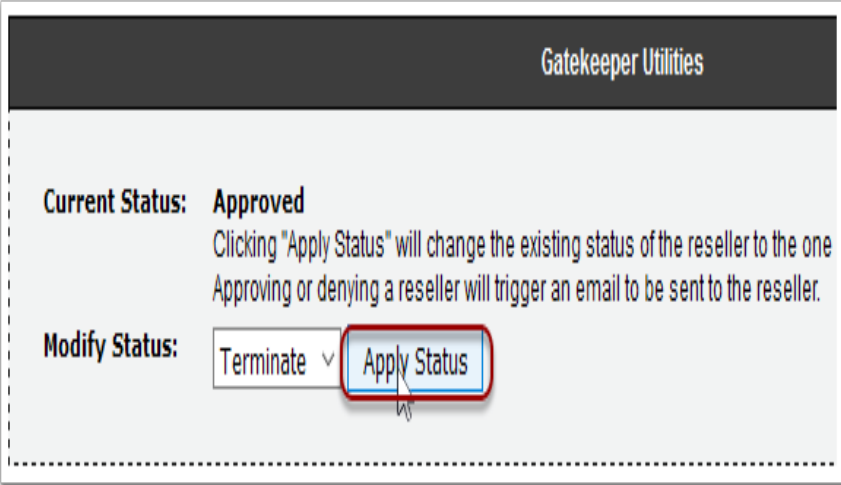 Gatekeeper Utilities
Current Status: Approved
Clicking "Apply Status" will change the existing status of the reseller to the one
Approving or denying a reseller will trigger an email to be sent to the reseller.
Modify Status: Terminate Apply Status